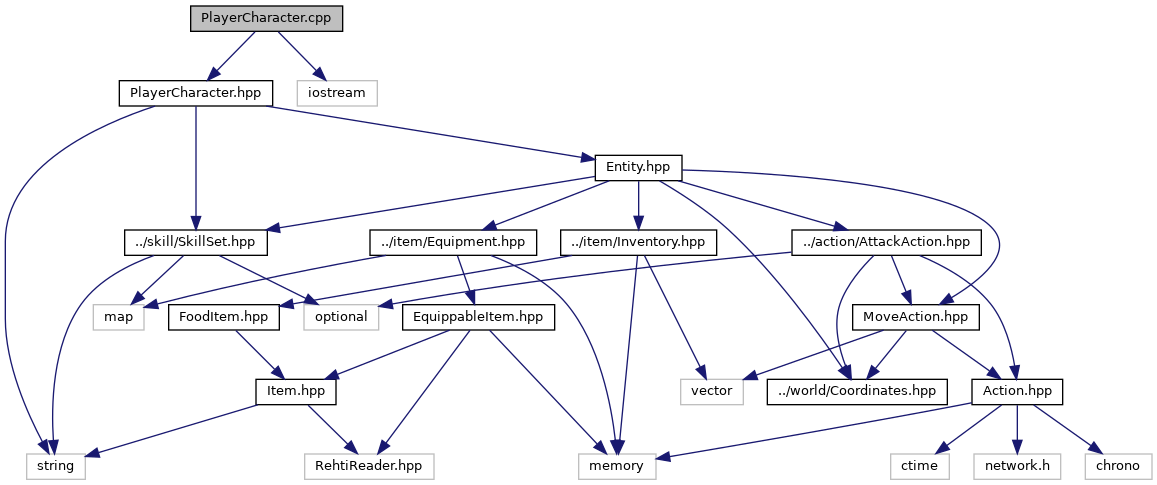 PlayerCharacter.cpp
PlayerCharacter.hpp
iostream
Entity.hpp
../skill/SkillSet.hpp
../item/Equipment.hpp
../item/Inventory.hpp
../action/AttackAction.hpp
map
FoodItem.hpp
optional
EquippableItem.hpp
MoveAction.hpp
Item.hpp
vector
../world/Coordinates.hpp
Action.hpp
string
RehtiReader.hpp
memory
ctime
network.h
chrono